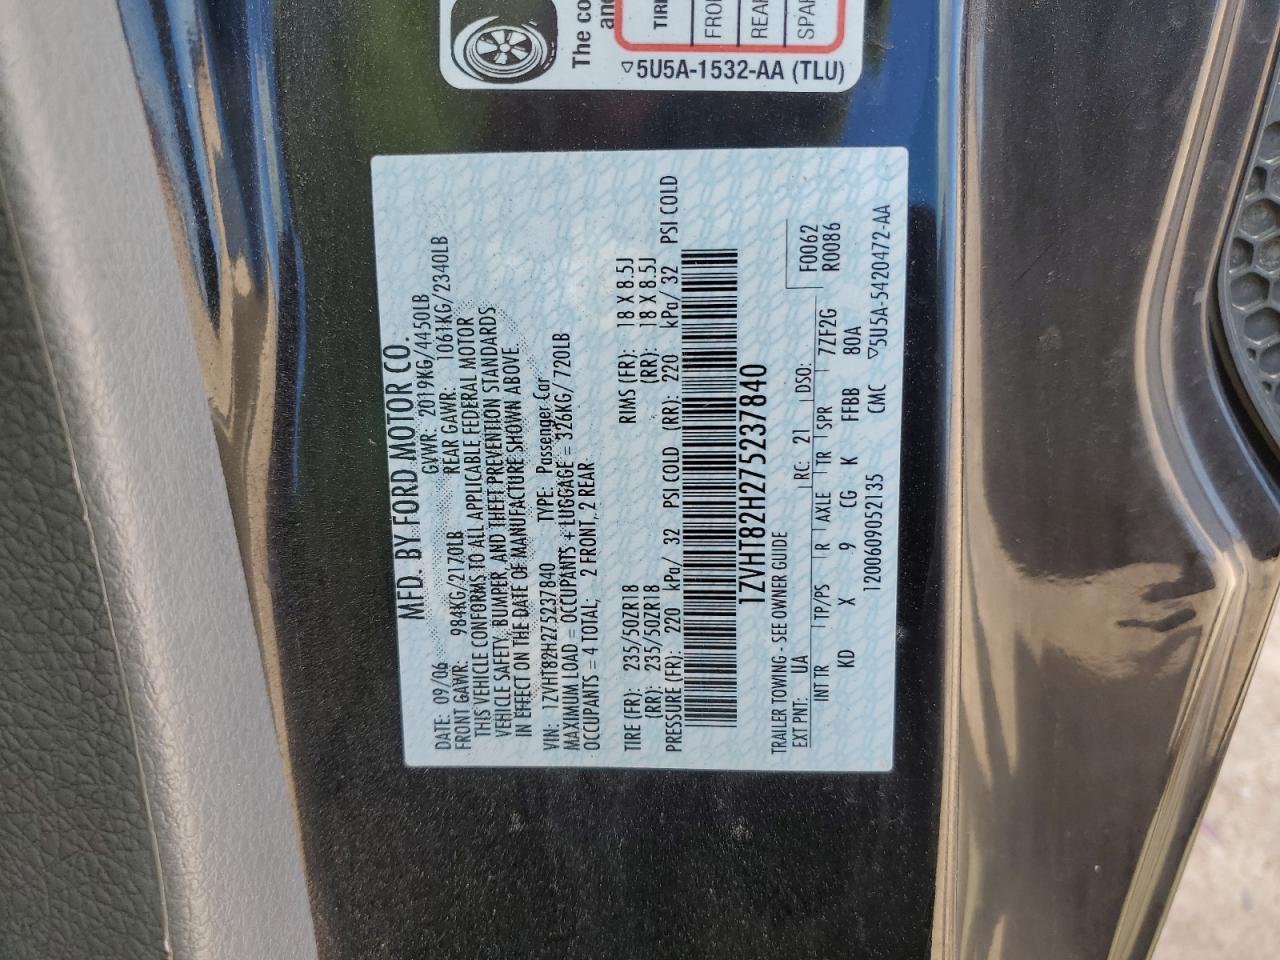 The co
and
TIRE
FRO
REAR
SPAR
▽5U5A-1532-AA (TLU)
MFD. BY FORD MOTOR CO.
DATE: 09/06 GVWR: 2019KG/4450LB
FRONT GAWR: 984KG/2170LB REAR GAWR: 1061KG/2340LB
THIS VEHICLE CONFORMS TO ALL APPLICABLE FEDERAL MOTOR
VEHICLE SAFETY, BUMPER, AND THEFT PREVENTION STANDARDS
IN EFFECT ON THE DATE OF MANUFACTURE SHOWN ABOVE
VIN: 1ZVHT82H275237840 TYPE: Passenger Car
MAXIMUM LOAD = OCCUPANTS + LUGGAGE = 326KG/720LB
OCCUPANTS = 4 TOTAL; 2 FRONT, 2 REAR
TIRE (FR): 235/50ZR18 RIMS (FR): 18 X 8.5J
(RR): 235/50ZR18 (RR): 18 X 8.5J
PRESSURE (FR): 220 kPa/ 32 PSI COLD (RR): 220 kPa/ 32 PSI COLD
1ZVHT82H275237840
TRAILER TOWING - SEE OWNER GUIDE
EXT PNT: UA RC: 21 DSO: F0062
INT TR TP/PS R AXLE TR SPR 7ZF2G R0086
KD X 9 CG K FFBB 80A
1200609052135 CMC ▽5U5A-5420472-AA